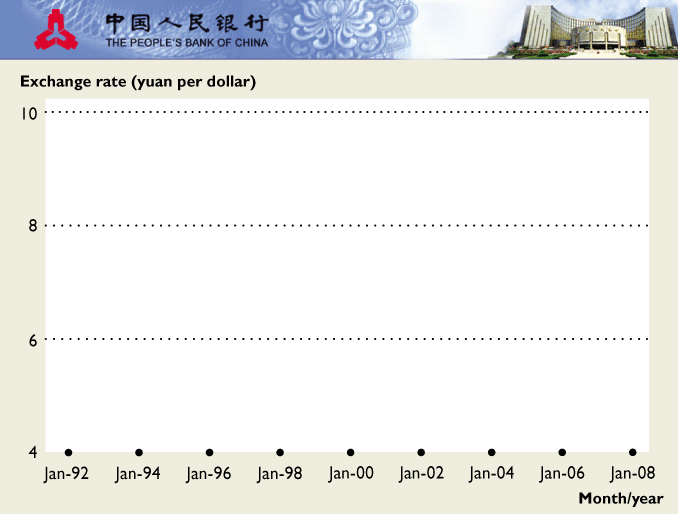 中国人民银行
THE PEOPLE'S BANK OF CHINA
Exchange rate (yuan per dollar)
10
8
6
4
Jan-92 Jan-94 Jan-96 Jan-98 Jan-00 Jan-02 Jan-04 Jan-06 Jan-08
Month/year